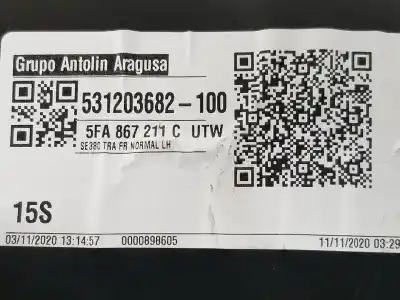 Grupo Antolin Aragusa
531203682-100
5FA 867 211 C UTW
SE380 TRA FR NORMAL LH
15S
03/11/2020 13:14:57 0000898605 11/11/2020 03:29